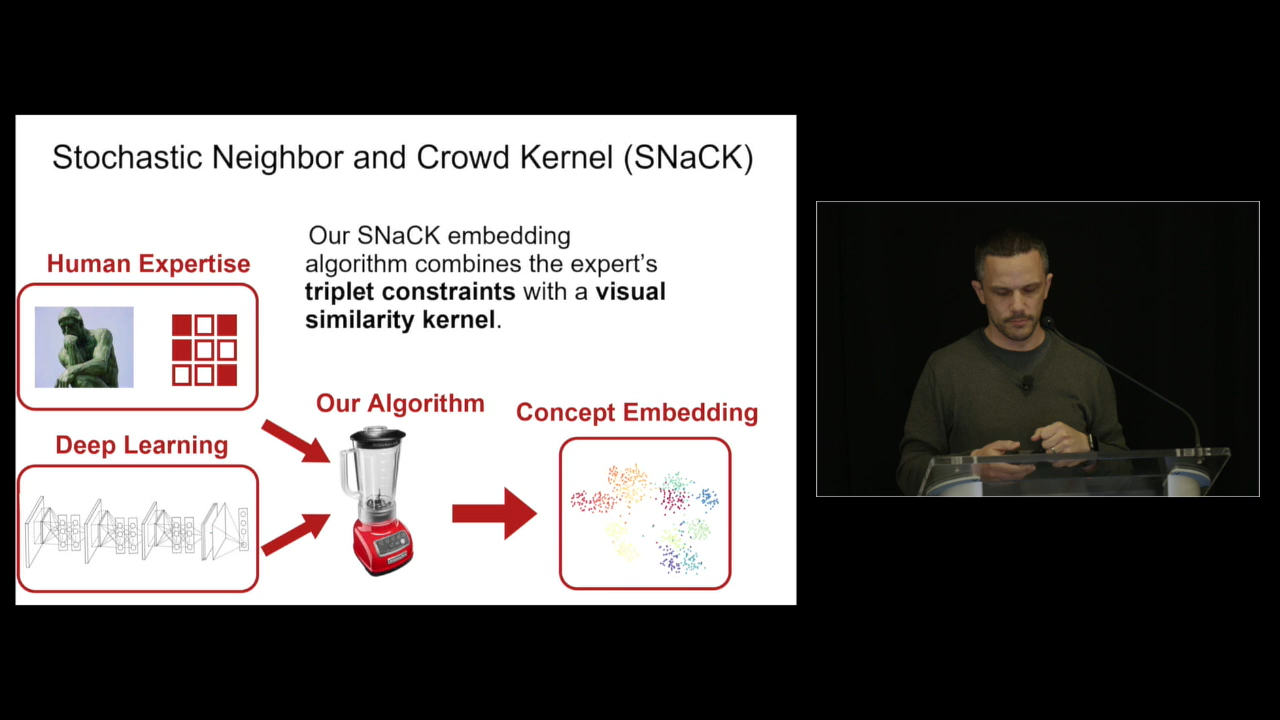 Stochastic Neighbor and Crowd Kernel (SNaCK)
Our SNaCK embedding
algorithm combines the expert’s
triplet constraints with a visual
similarity kernel.
Human Expertise
Our Algorithm
Concept Embedding
Deep Learning